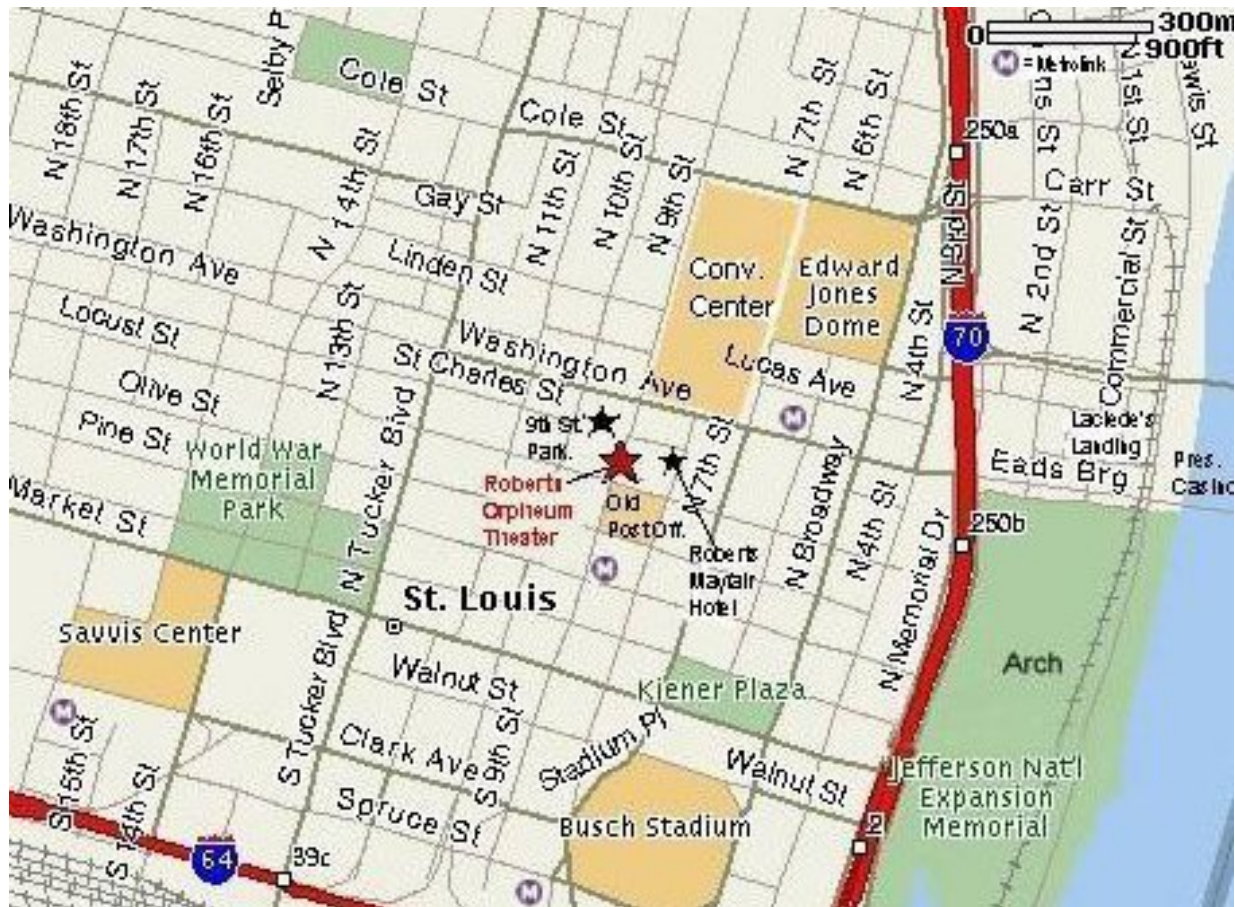 0
300m
900ft
M = Metrolink
Selby P
Cole St
Cole St
N 18th St
N 17th St
N 16th St
N 14th St
N 7th St
N 6th St
1st St
ewis St
250a
Gay St
N 11th St
N 10th St
N 9th St
Carr St
N 3rd St
N 2nd St
Commercial St
Washington Ave
Linden St
Conv.
Center
Edward
Jones
Dome
Locust St
N 13th St
Washington Ave
St Charles St
Lucas Ave
N 4th St
70
Olive St
Pine St
N Tucker Blvd
9th St.
Park.
M
Laclede's
Landing
World War
Memorial
Park
Roberts
Orpheum
Theater
Old
Post Off.
N 7th St
N Broadway
N 4th St
Eads Brg
Pres.
Casino
Market St
M
Roberts
Mayfair
Hotel
250b
N Memorial Dr
St. Louis
Savvis Center
S Tucker Blvd
Walnut St
Kiener Plaza
Arch
M
S 15th St
S 14th St
Clark Ave
S 9th St
Stadium Pl
Walnut St
Jefferson Nat'l
Expansion
Memorial
Spruce St
Busch Stadium
2
64
39c
M